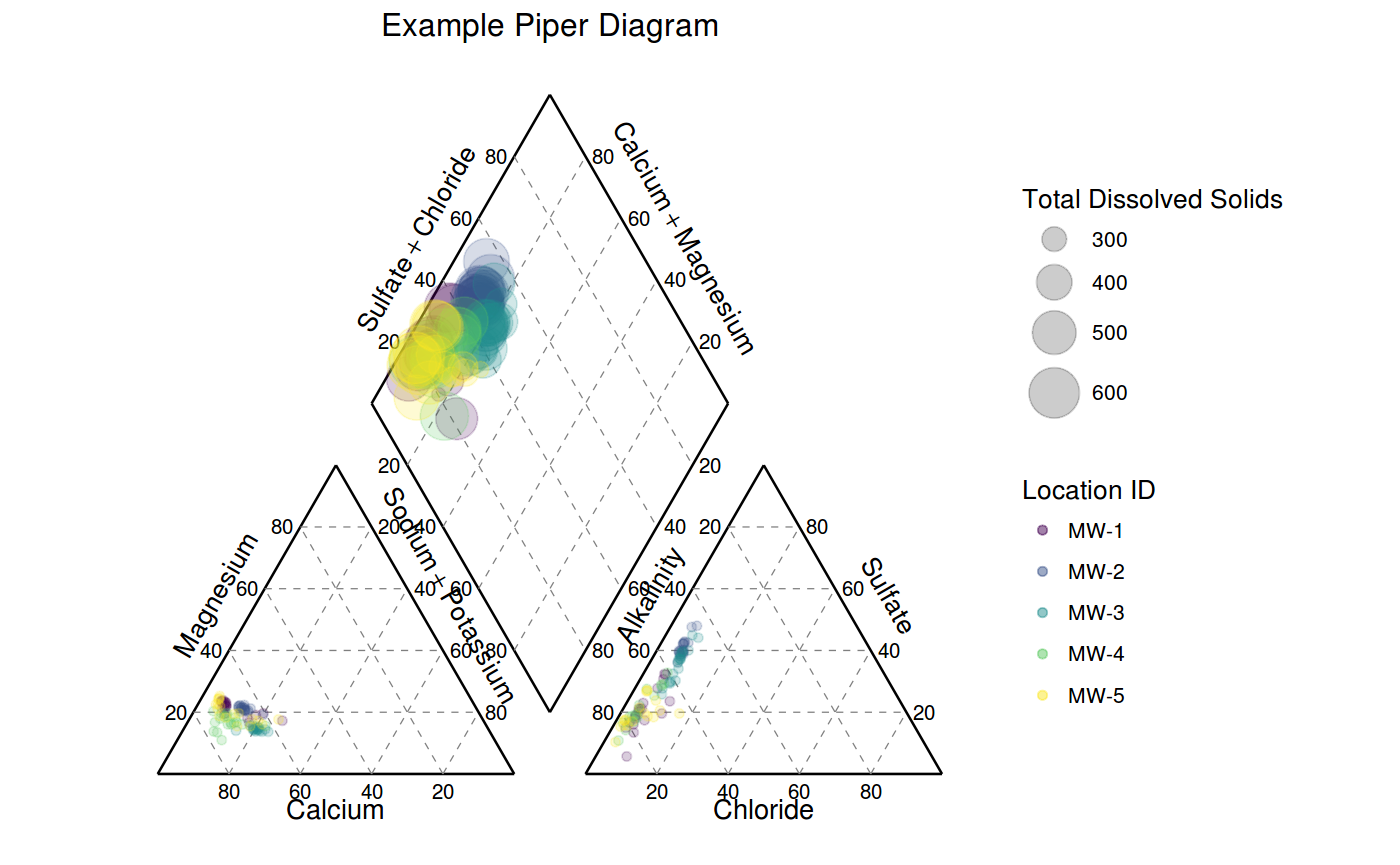 Example Piper Diagram
Sulfate + Chloride
Calcium + Magnesium
80
80
60
60
40
40
20
20
20
20
40
40
60
60
80
80
Magnesium
Sodium + Potassium
80
20
60
40
40
60
20
80
80
60
40
20
Calcium
Alkalinity
Sulfate
20
80
40
60
60
40
80
20
20
40
60
80
Chloride
Total Dissolved Solids
300
400
500
600
Location ID
MW-1
MW-2
MW-3
MW-4
MW-5